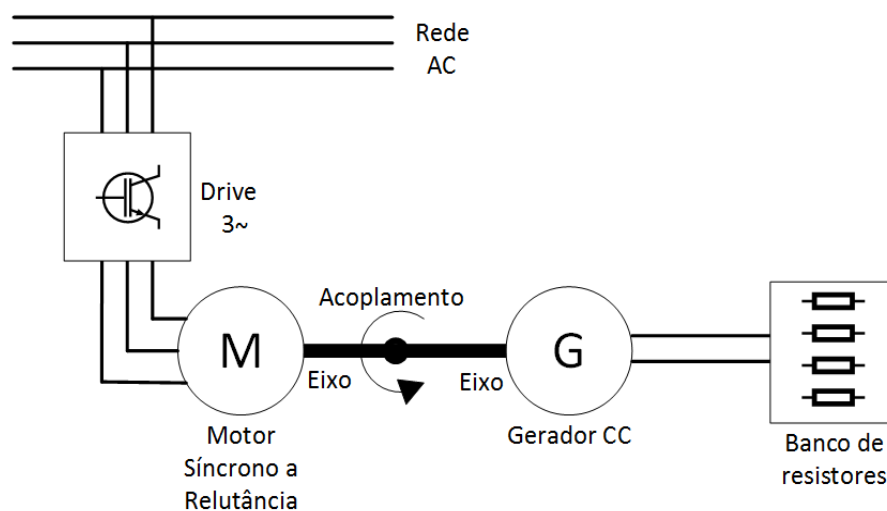 Rede
AC
Drive
3~
Acoplamento
M
G
Eixo
Eixo
Motor
Síncrono a
Relutância
Gerador CC
Banco de
resistores